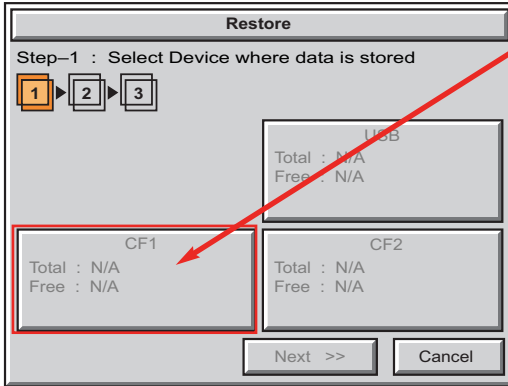 Restore
Step–1 : Select Device where data is stored
1 2 3
USB
Total : N/A
Free : N/A
CF1
Total : N/A
Free : N/A
CF2
Total : N/A
Free : N/A
Next >>
Cancel